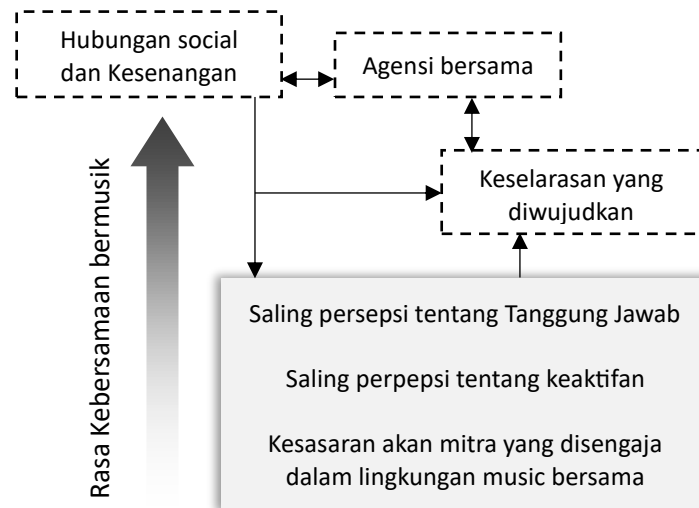 Hubungan social
dan Kesenangan
Agensi bersama
Keselarasan yang
diwujudkan
Rasa Kebersamaan bermusik
Saling persepsi tentang Tanggung Jawab
Saling perpepsi tentang keaktifan
Kesasaran akan mitra yang disengaja
dalam lingkungan music bersama